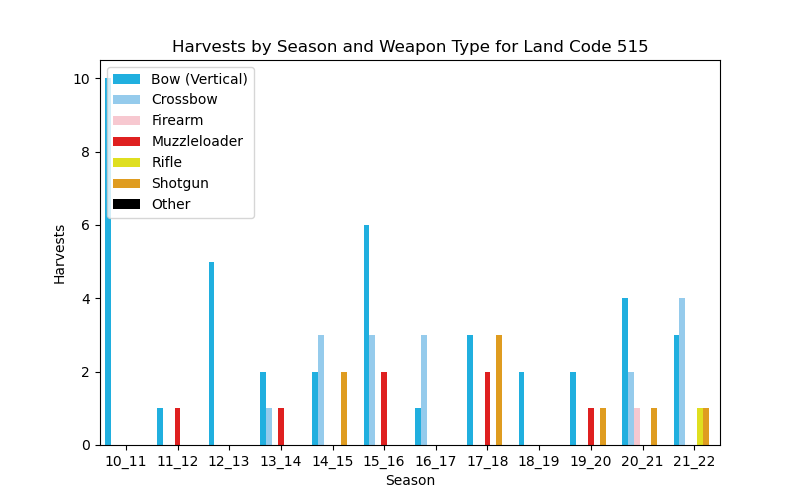 Harvests by Season and Weapon Type for Land Code 515
10
8
6
4
2
0
Harvests
Bow (Vertical)
Crossbow
Firearm
Muzzleloader
Rifle
Shotgun
Other
10_11 11_12 12_13 13_14 14_15 15_16 16_17 17_18 18_19 19_20 20_21 21_22
Season